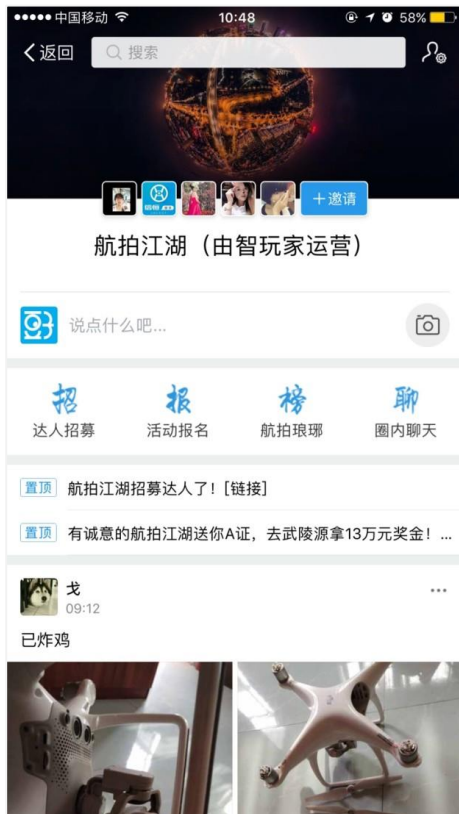 中国移动 10:48 58%
返回 搜索
信恒
+邀请
航拍江湖（由智玩家运营）
说点什么吧...
招 报 榜 聊
达人招募 活动报名 航拍琅琊 圈内聊天
置顶 航拍江湖招募达人了！[链接]
置顶 有诚意的航拍江湖送你A证，去武陵源拿13万元奖金！...
戈
09:12
已炸鸡